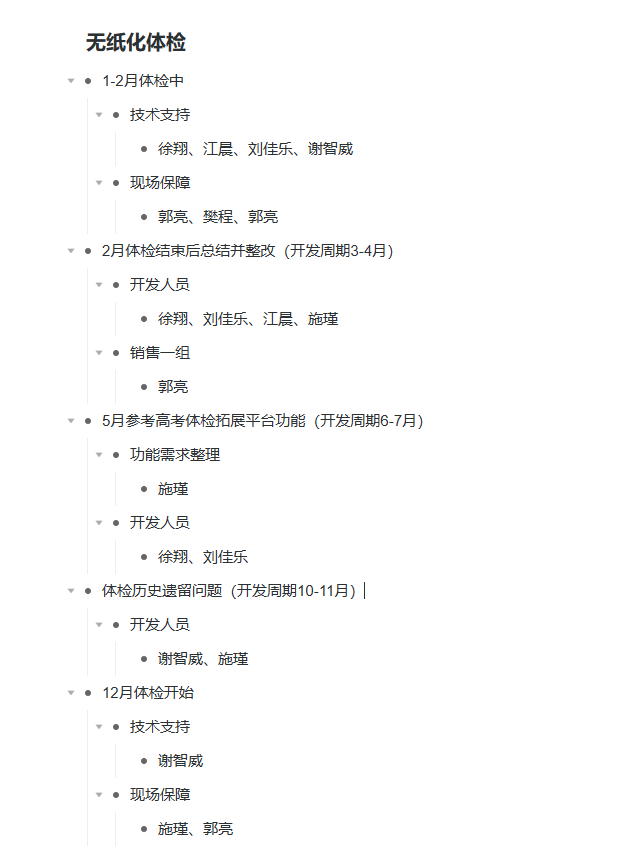 无纸化体检
1-2月体检中
技术支持
徐翔、江晨、刘佳乐、谢智威
现场保障
郭亮、樊程、郭亮
2月体检结束后总结并整改（开发周期3-4月）
开发人员
徐翔、刘佳乐、江晨、施瑾
销售一组
郭亮
5月参考高考体检拓展平台功能（开发周期6-7月）
功能需求整理
施瑾
开发人员
徐翔、刘佳乐
体检历史遗留问题（开发周期10-11月）
开发人员
谢智威、施瑾
12月体检开始
技术支持
谢智威
现场保障
施瑾、郭亮